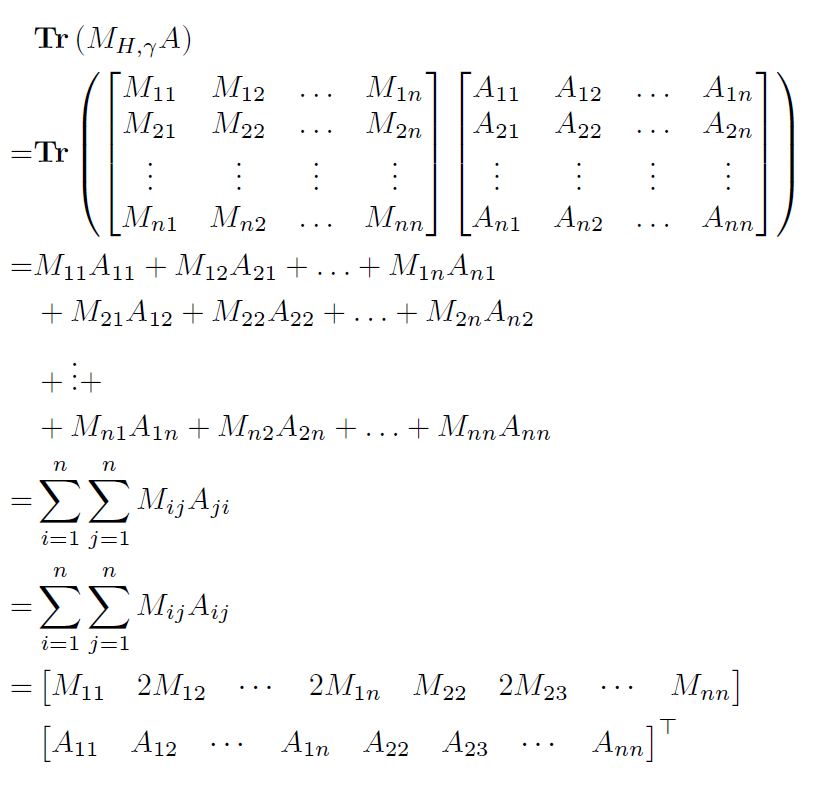 Tr (M_{H,γ}A)
=Tr ( [ M_{11} M_{12} … M_{1n} ; M_{21} M_{22} … M_{2n} ; ⋮ ⋮ ⋮ ⋮ ; M_{n1} M_{n2} … M_{nn} ] [ A_{11} A_{12} … A_{1n} ; A_{21} A_{22} … A_{2n} ; ⋮ ⋮ ⋮ ⋮ ; A_{n1} A_{n2} … A_{nn} ] )
=M_{11}A_{11} + M_{12}A_{21} + … + M_{1n}A_{n1}
+ M_{21}A_{12} + M_{22}A_{22} + … + M_{2n}A_{n2}
+ ⋮+
+ M_{n1}A_{1n} + M_{n2}A_{2n} + … + M_{nn}A_{nn}
=∑_{i=1}^{n} ∑_{j=1}^{n} M_{ij}A_{ji}
=∑_{i=1}^{n} ∑_{j=1}^{n} M_{ij}A_{ij}
= [M_{11} 2M_{12} ⋯ 2M_{1n} M_{22} 2M_{23} ⋯ M_{nn}]
[A_{11} A_{12} ⋯ A_{1n} A_{22} A_{23} ⋯ A_{nn}]^⊤